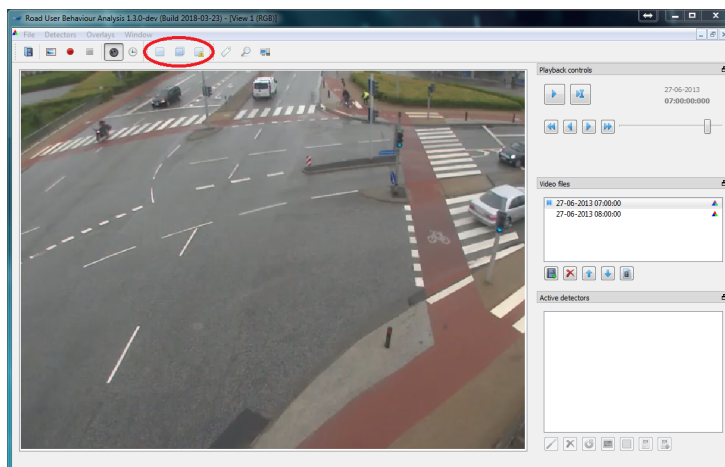 Road User Behaviour Analysis 1.3.0-dev (Build 2018-03-23) - [View 1 (RGB)]
File Detectors Overlays Window
Playback controls
27-06-2013
07:00:00:000
Video files
27-06-2013 07:00:00
27-06-2013 08:00:00
Active detectors